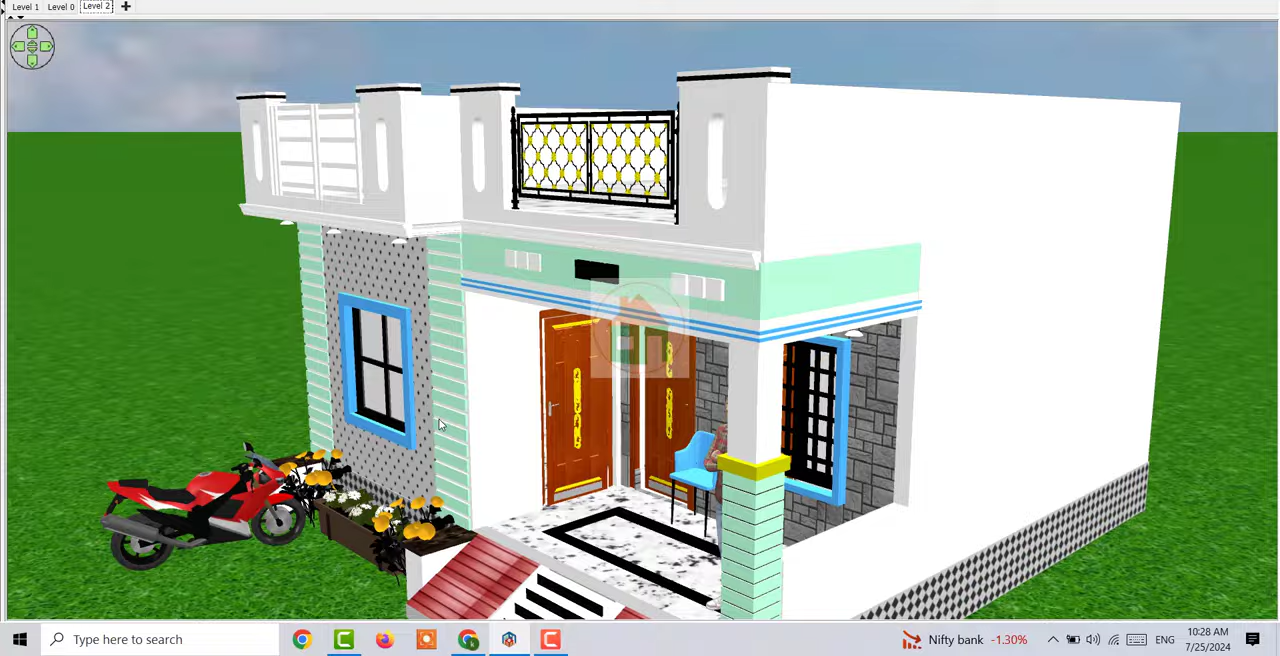 Level 1 Level 0 Level 2
Type here to search
Nifty bank -1.30%
ENG
10:28 AM
7/25/2024